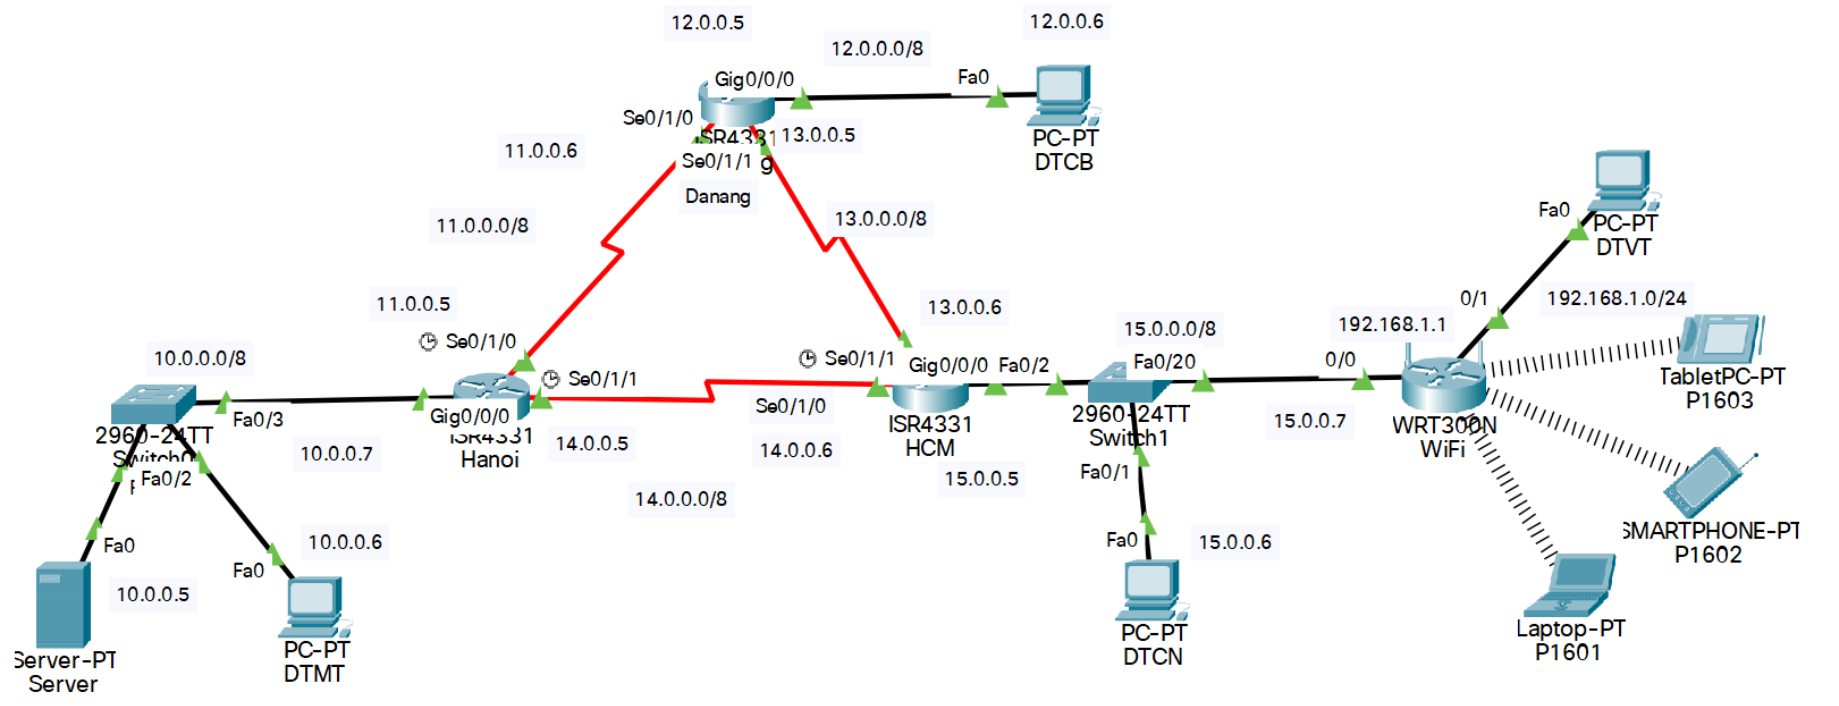 12.0.0.5
12.0.0.6
12.0.0.0/8
Gig0/0/0
Fa0
Se0/1/0
13.0.0.5
PC-PT
DTCB
11.0.0.6
Se0/1/1
Danang
11.0.0.0/8
13.0.0.0/8
Fa0
PC-PT
DTVT
11.0.0.5
13.0.0.6
0/1
192.168.1.0/24
Se0/1/0
15.0.0.0/8
192.168.1.1
10.0.0.0/8
Se0/1/1
Se0/1/1
Gig0/0/0
Fa0/2
Fa0/20
0/0
TabletPC-PT
P1603
Fa0/3
Gig0/0/0
Se0/1/0
2960-24TT
Switch0
ISR4331
Hanoi
14.0.0.5
14.0.0.6
ISR4331
HCM
2960-24TT
Switch1
15.0.0.7
WRT300N
WiFi
10.0.0.7
Fa0/2
15.0.0.5
Fa0/1
14.0.0.0/8
SMARTPHONE-PT
P1602
Fa0
10.0.0.6
Fa0
15.0.0.6
Fa0
10.0.0.5
Server-PT
Server
PC-PT
DTMT
PC-PT
DTCN
Laptop-PT
P1601